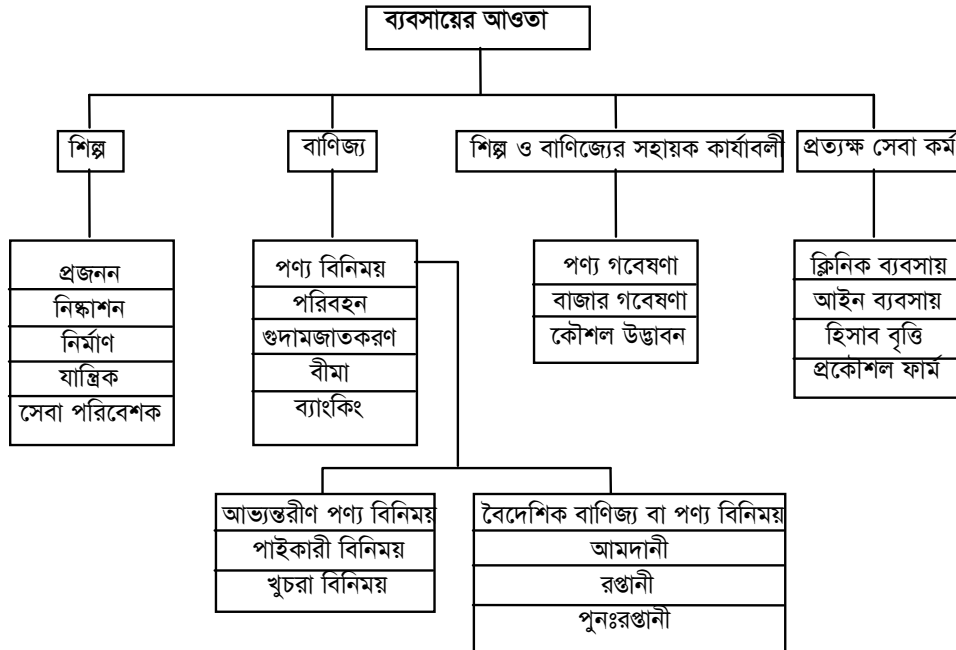 ব্যবসায়ের আওতা
শিল্প
বাণিজ্য
শিল্প ও বাণিজ্যের সহায়ক কার্যাবলী
প্রত্যক্ষ সেবা কর্ম
প্রজনন
নিষ্কাশন
নির্মাণ
যান্ত্রিক
সেবা পরিবেশক
পণ্য বিনিময়
পরিবহন
গুদামজাতকরণ
বীমা
ব্যাংকিং
পণ্য গবেষণা
বাজার গবেষণা
কৌশল উদ্ভাবন
ক্লিনিক ব্যবসায়
আইন ব্যবসায়
হিসাব বৃত্তি
প্রকৌশল ফার্ম
আভ্যন্তরীণ পণ্য বিনিময়
পাইকারী বিনিময়
খুচরা বিনিময়
বৈদেশিক বাণিজ্য বা পণ্য বিনিময়
আমদানী
রপ্তানী
পুনঃরপ্তানী